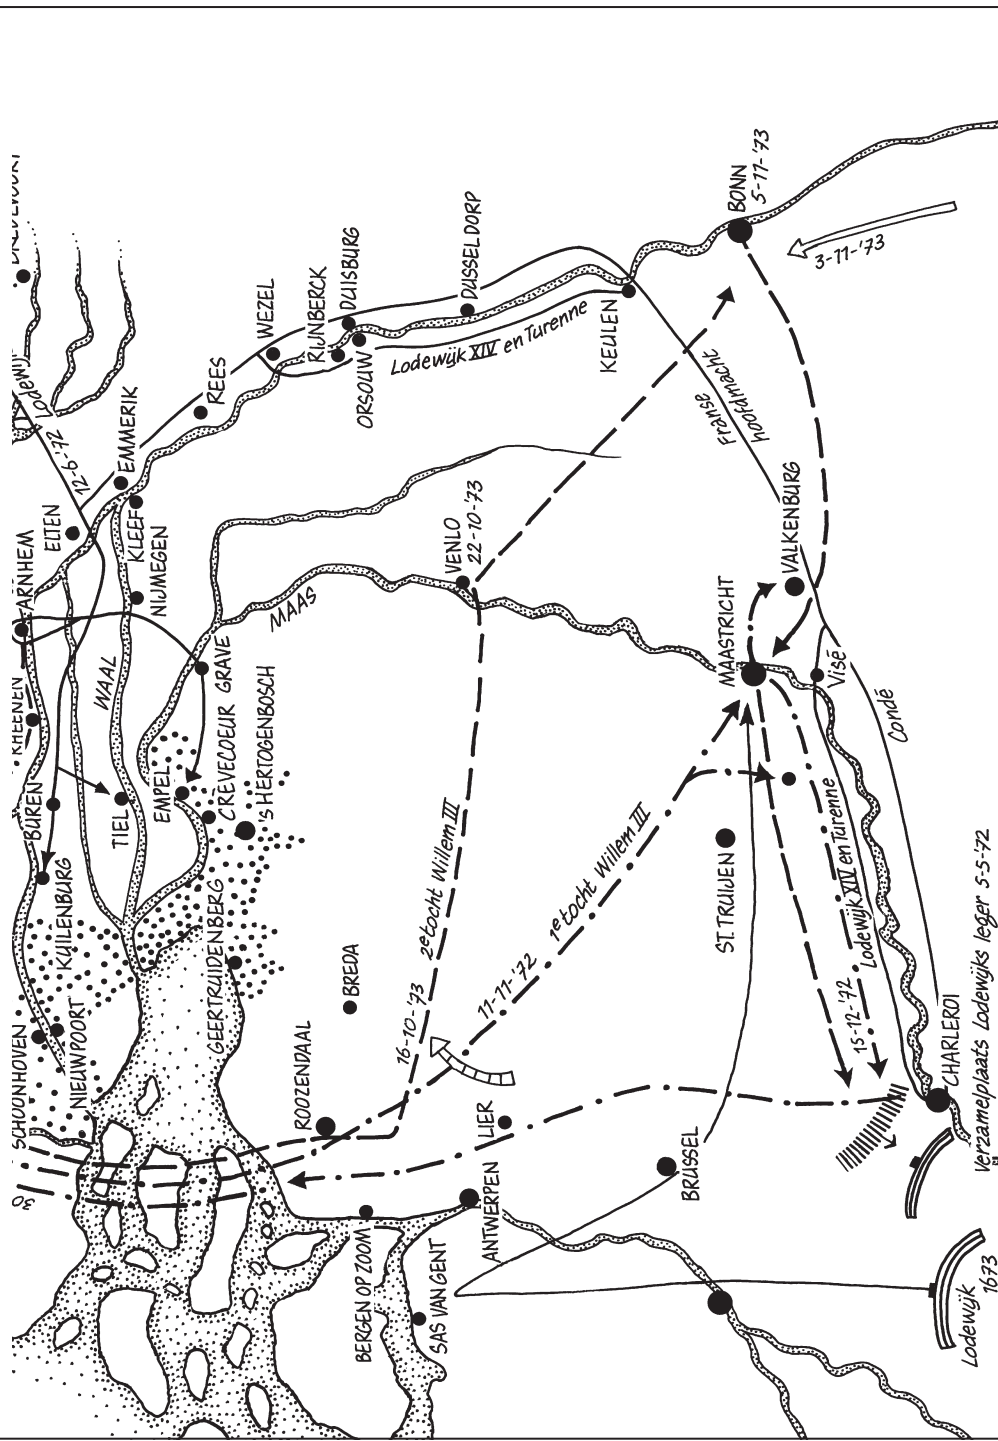 BONN
5-11-'73
3-11-'73
DUSSELDORP
DUISBURG
RIJNBERCK
WEZEL
ORSOUW
Lodewijk XIV en Turenne
KEULEN
REES
EMMERIK
12-6-'72
ELTEN
KLEEF
NIJMEGEN
ARNHEM
Franse
hoofdmacht
VALKENBURG
VENLO
22-10-'73
MAAS
MAASTRICHT
Visé
Condé
GRAVE
CREVECOEUR
'S HERTOGENBOSCH
WAAL
RHEENEN
BUREN
TIEL
EMPEL
KUILENBURG
GEERTRUIDENBERG
2e tocht Willem III
16-10-'73
1e tocht Willem III
11-11-'72
ST. TRUIJEN
Lodewijk XIV en Turenne
15-12-'72
BREDA
ROOZENDAAL
SCHOONHOVEN
NIEUWPOORT
LIER
CHARLEROI
Verzamelplaats Lodewijks leger 5-5-'72
BRUSSEL
ANTWERPEN
BERGEN OP ZOOM
SAS VAN GENT
Lodewijk
1673
30